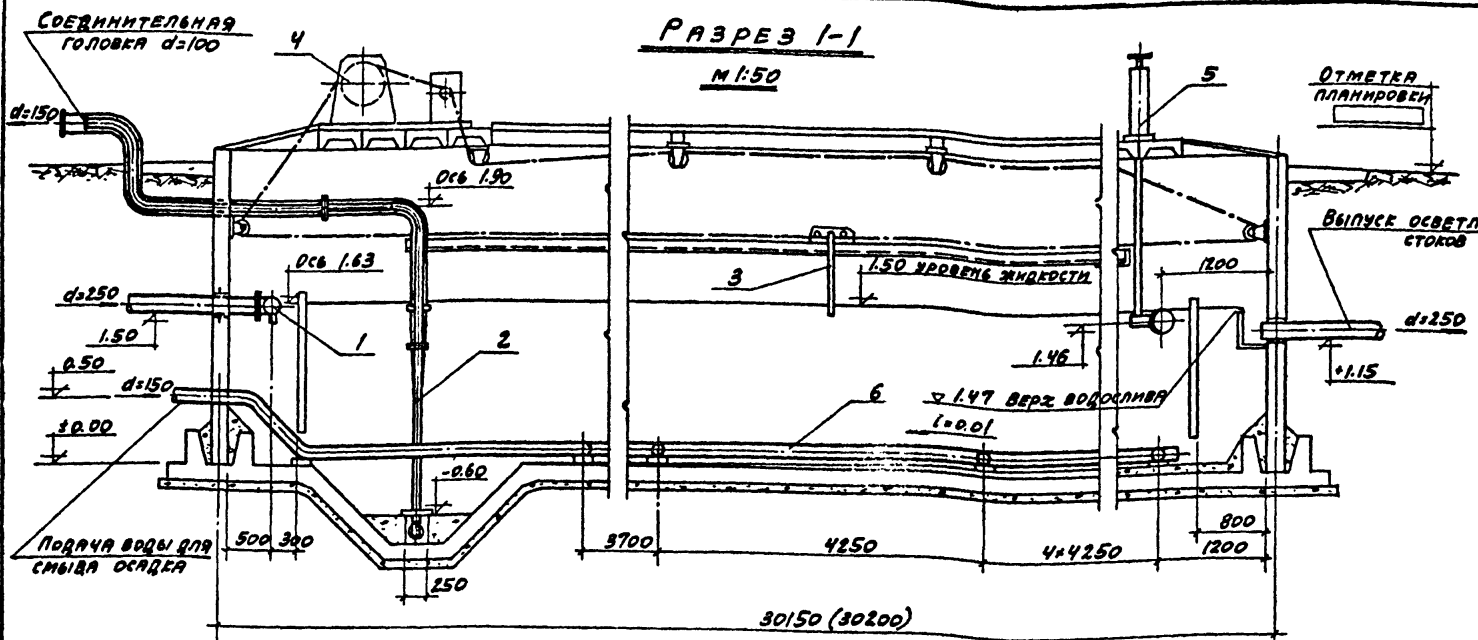 Соединительная
головка d=100
4
Разрез 1-1
М 1:50
5
Отметка
планировки
d=150
Ось 1.90
Выпуск осветл
стоков
Ось 1.63
3
1.50 уровень жидкости
1200
d=250
d=250
1.50
1
2
1.46
+1.15
0.50
d=150
6
1.47 верх водослива
±0.00
i=0.01
-0.60
Подача воды для
смыва осадка
500
300
3700
4250
4×4250
800
1200
250
30150 (30200)